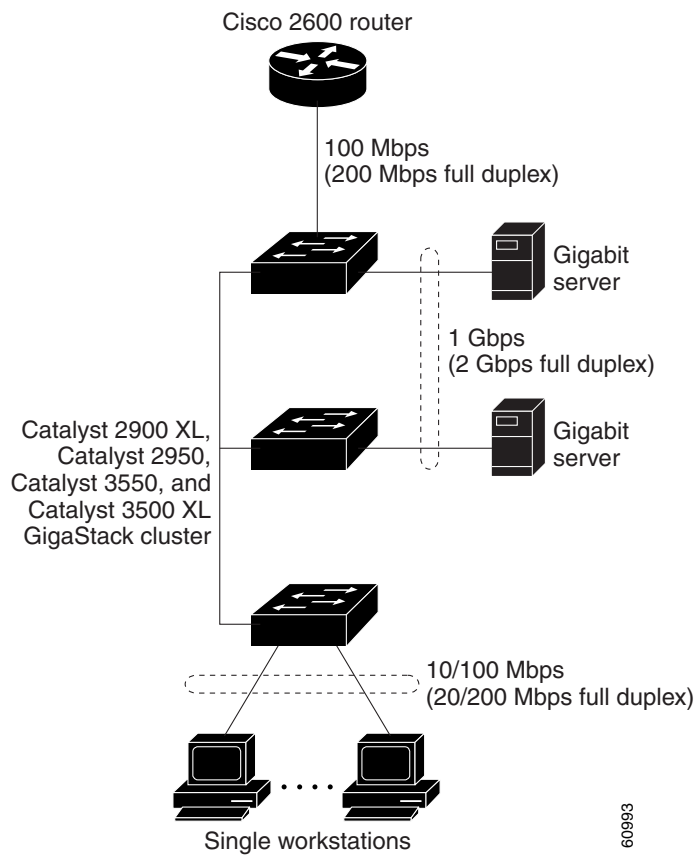 Cisco 2600 router
100 Mbps
(200 Mbps full duplex)
Gigabit
server
1 Gbps
(2 Gbps full duplex)
Catalyst 2900 XL,
Catalyst 2950,
Catalyst 3550, and
Catalyst 3500 XL
GigaStack cluster
Gigabit
server
10/100 Mbps
(20/200 Mbps full duplex)
Single workstations
60993